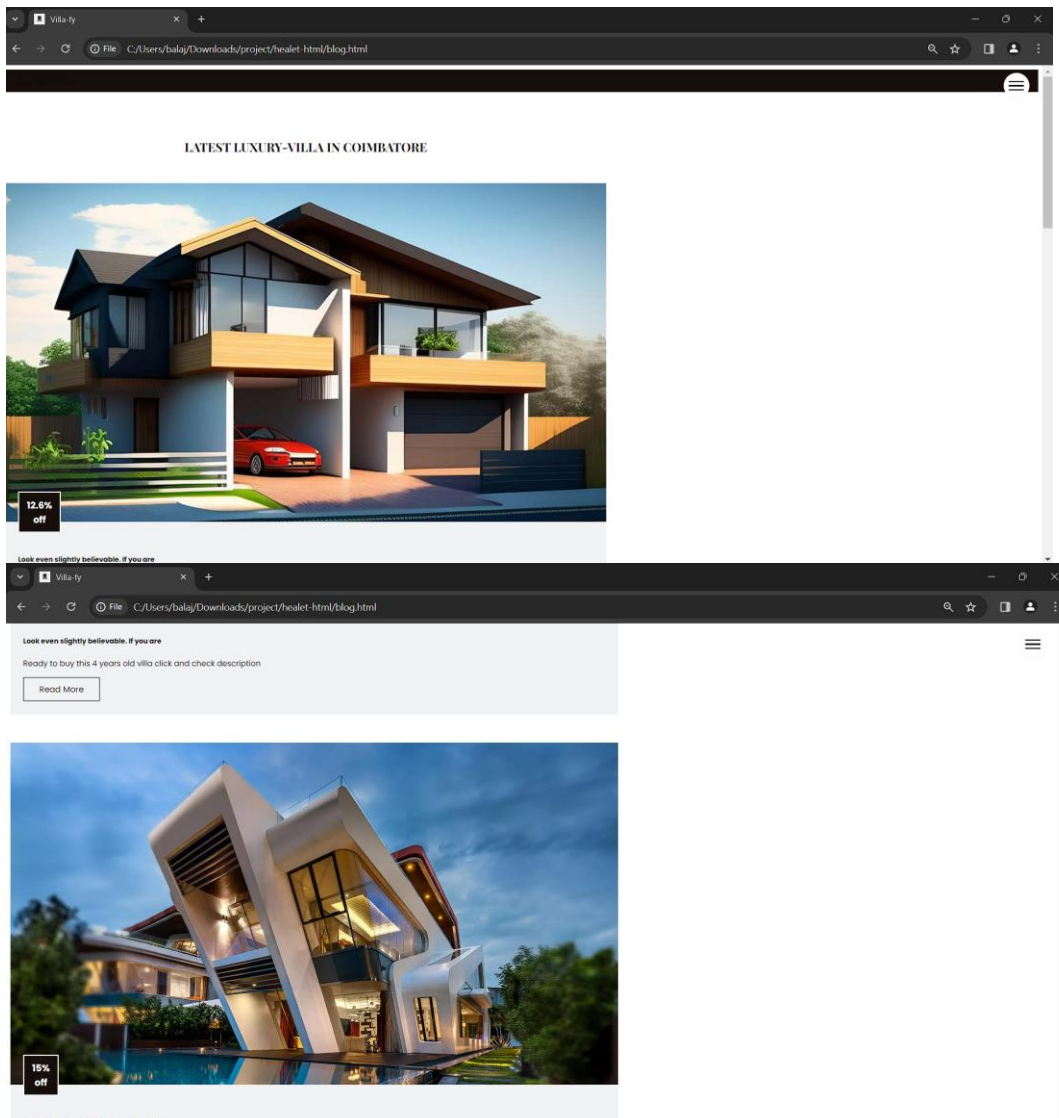 Villa-fy
File C:/Users/balaj/Downloads/project/healet-html/blog.html
LATEST LUXURY-VILLA IN COIMBATORE
12.6%
off
Look even slightly believable. If you are
Villa-fy
File C:/Users/balaj/Downloads/project/healet-html/blog.html
Look even slightly believable. If you are
Ready to buy this 4 years old villa click and check description
Read More
15%
off